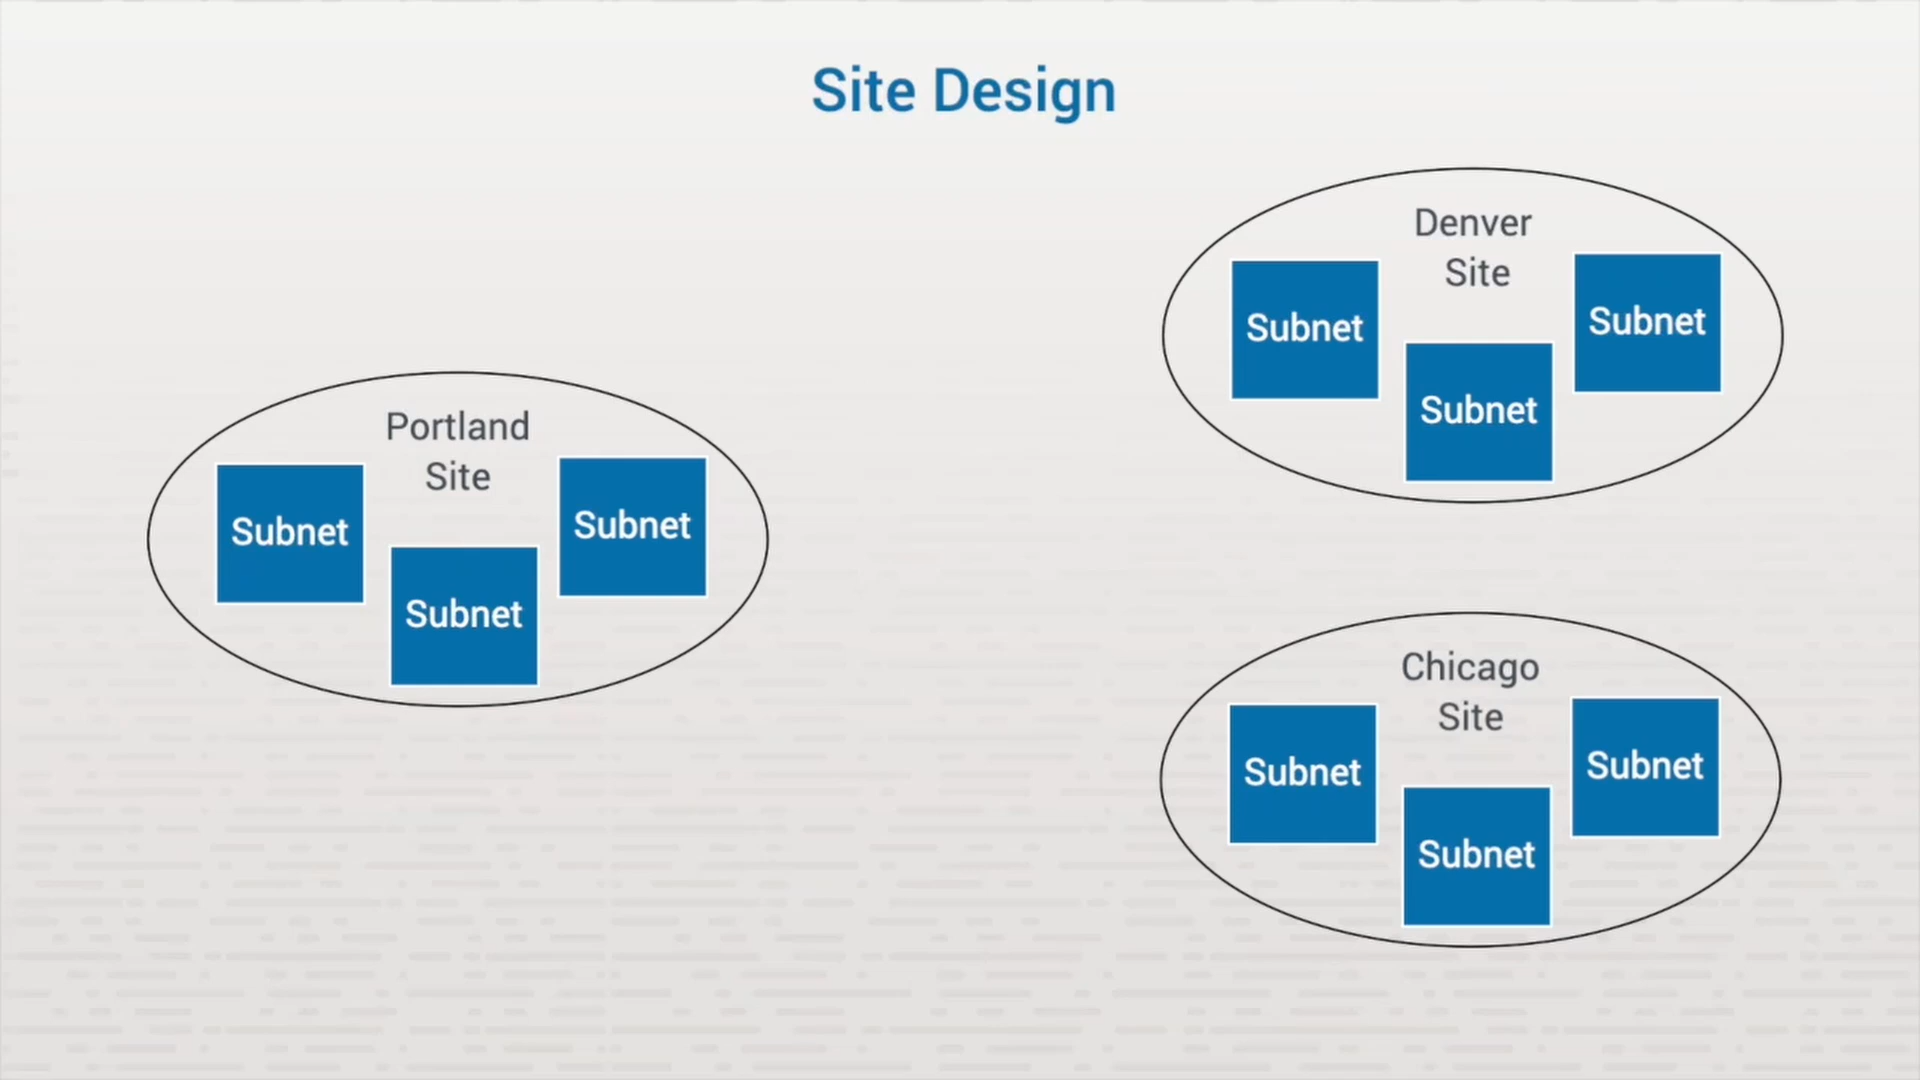 Site Design
Portland
Site
Subnet
Subnet
Subnet
Denver
Site
Subnet
Subnet
Subnet
Chicago
Site
Subnet
Subnet
Subnet